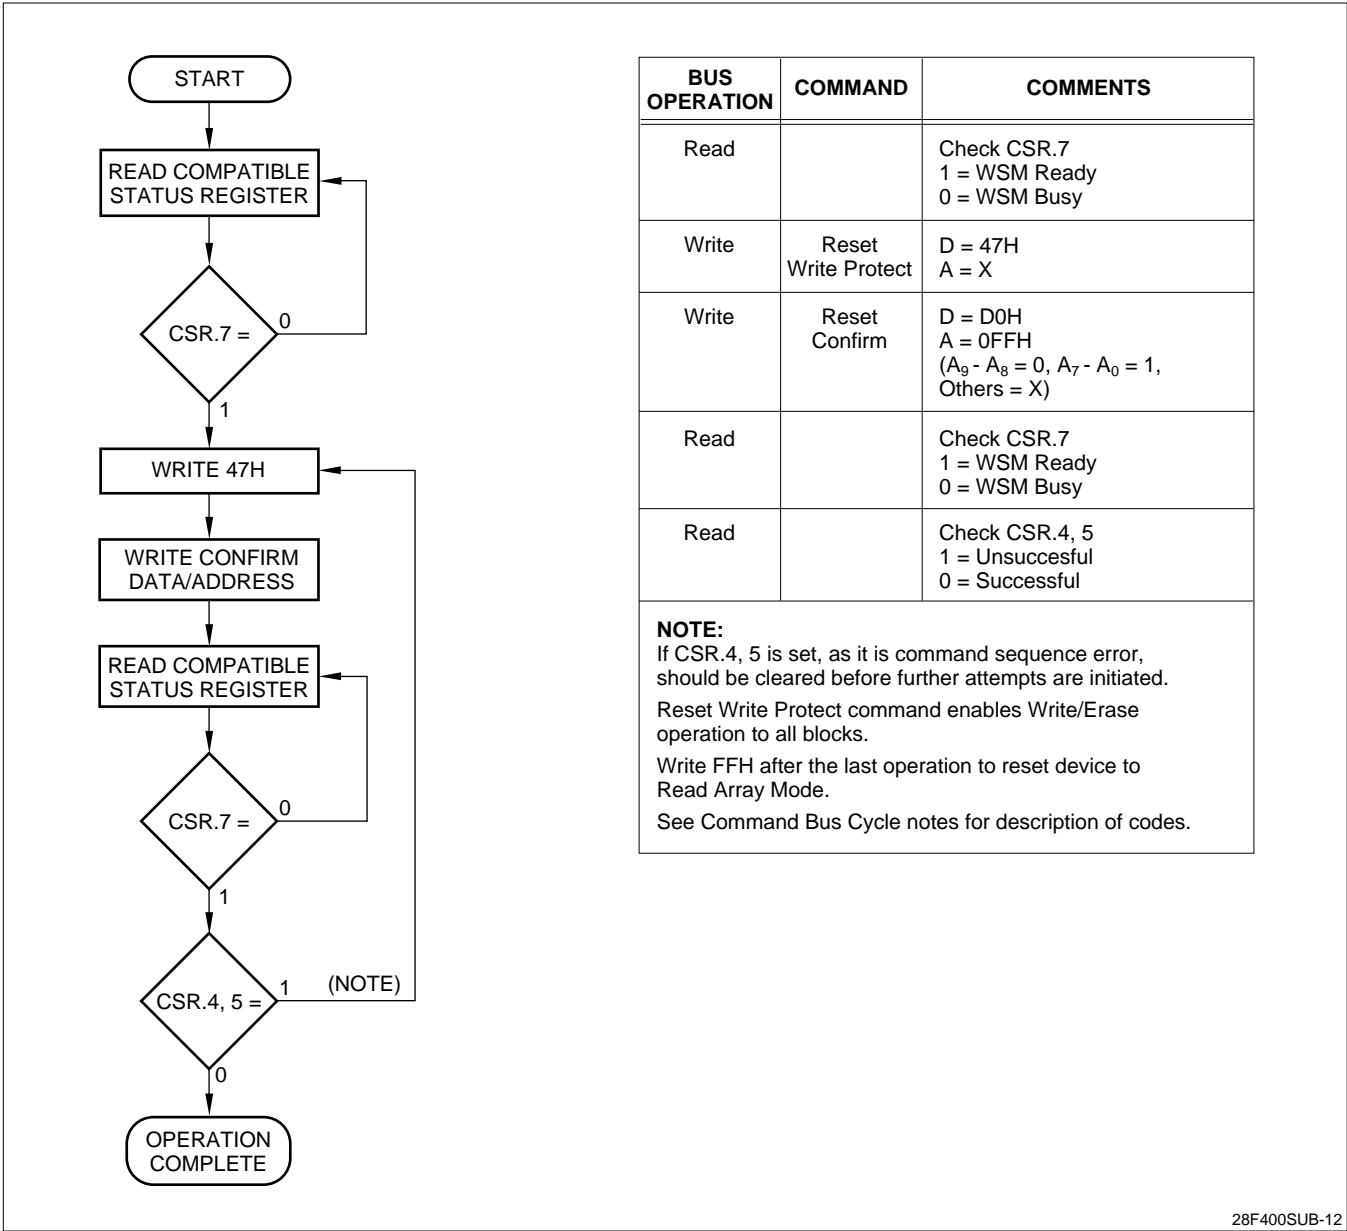 START
READ COMPATIBLE
STATUS REGISTER
CSR.7 =
0
1
WRITE 47H
WRITE CONFIRM
DATA/ADDRESS
READ COMPATIBLE
STATUS REGISTER
CSR.7 =
0
1
CSR.4, 5 =
1
(NOTE)
0
OPERATION
COMPLETE
BUS
OPERATION
COMMAND
COMMENTS
Read
Check CSR.7
1 = WSM Ready
0 = WSM Busy
Write
Reset
Write Protect
D = 47H
A = X
Write
Reset
Confirm
D = D0H
A = 0FFH
(A₉ - A₈ = 0, A₇ - A₀ = 1,
Others = X)
Read
Check CSR.7
1 = WSM Ready
0 = WSM Busy
Read
Check CSR.4, 5
1 = Unsuccesful
0 = Successful
NOTE:
If CSR.4, 5 is set, as it is command sequence error,
should be cleared before further attempts are initiated.
Reset Write Protect command enables Write/Erase
operation to all blocks.
Write FFH after the last operation to reset device to
Read Array Mode.
See Command Bus Cycle notes for description of codes.
28F400SUB-12